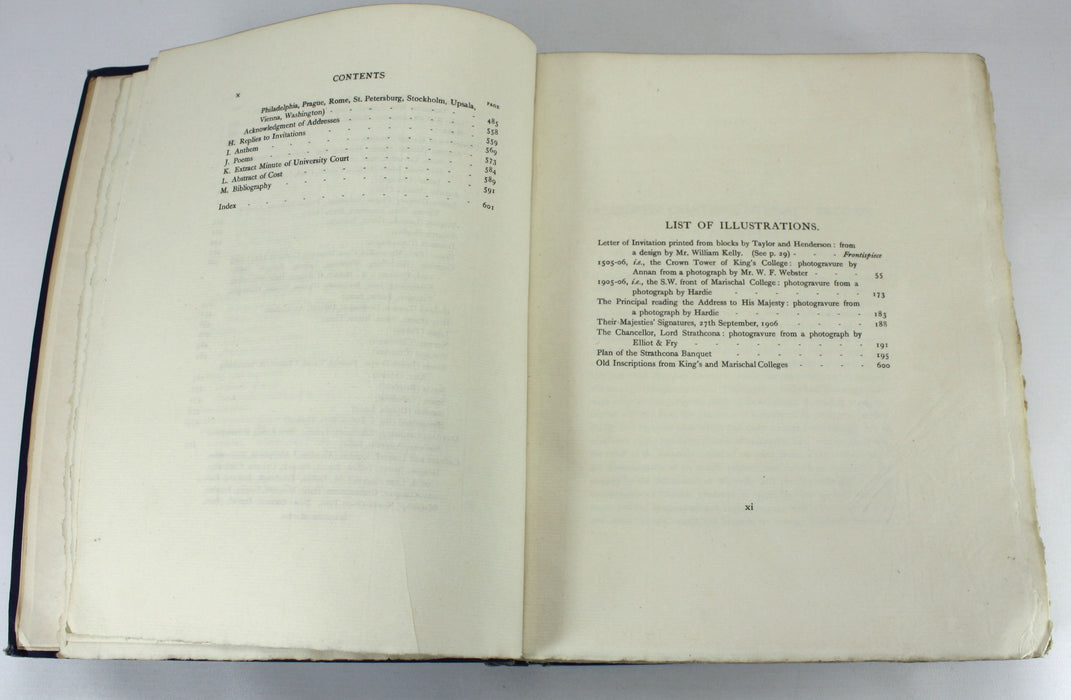 x
CONTENTS
PAGE
Philadelphia, Prague, Rome, St. Petersburg, Stockholm, Upsala,
Vienna, Washington) - - - - - - - 485
Acknowledgment of Addresses - - - - - - 558
H. Replies to Invitations - - - - - - - 559
I. Anthem - - - - - - - - - 569
J. Poems - - - - - - - - - 573
K. Extract Minute of University Court - - - - - 584
L. Abstract of Cost - - - - - - - - 589
M. Bibliography - - - - - - - - 591
Index - - - - - - - - - - 601
LIST OF ILLUSTRATIONS.
Letter of Invitation printed from blocks by Taylor and Henderson: from
a design by Mr. William Kelly. (See p. 29) - - - Frontispiece
1505-06, i.e., the Crown Tower of King's College: photogravure by
Annan from a photograph by Mr. W. F. Webster - - - 55
1905-06, i.e., the S.W. front of Marischal College: photogravure from a
photograph by Hardie - - - - - - - 173
The Principal reading the Address to His Majesty: photogravure from
a photograph by Hardie - - - - - - - 183
Their Majesties' Signatures, 27th September, 1906 - - - - 188
The Chancellor, Lord Strathcona: photogravure from a photograph by
Elliot & Fry - - - - - - - - - 191
Plan of the Strathcona Banquet - - - - - - - 195
Old Inscriptions from King's and Marischal Colleges - - - - 600
xi